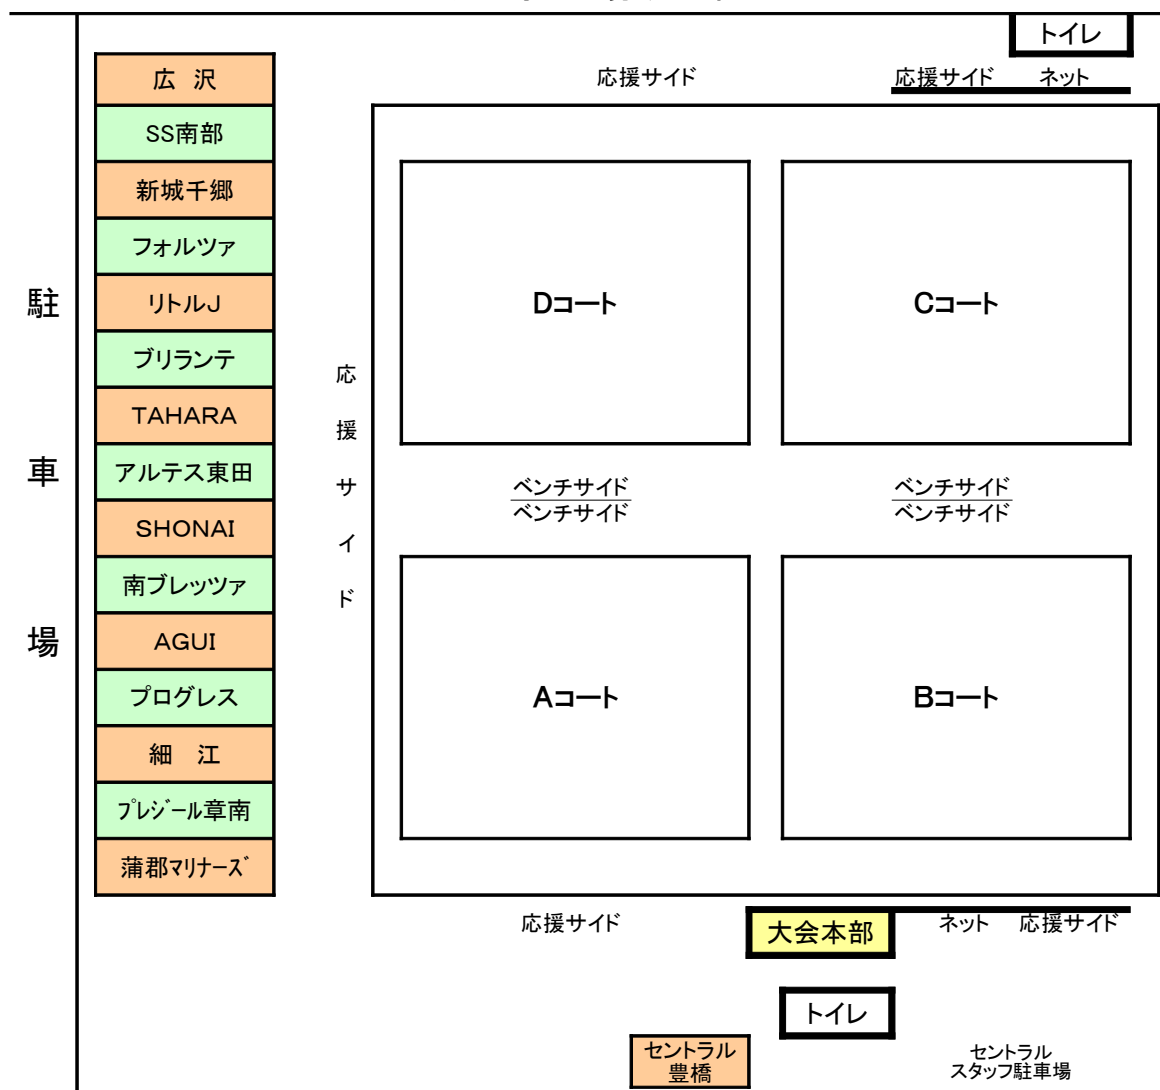 トイレ
応援サイド
応援サイド
ネット
広 沢
SS南部
新城千郷
フォルツァ
リトルJ
ブリランテ
TAHARA
アルテス東田
SHONAI
南ブレッツァ
AGUI
プログレス
細 江
プレジール章南
蒲郡マリナーズ
駐車場
応援サイド
Dコート
Cコート
ベンチサイド
ベンチサイド
ベンチサイド
ベンチサイド
Aコート
Bコート
応援サイド
大会本部
ネット
応援サイド
トイレ
セントラル
豊橋
セントラル
スタッフ駐車場